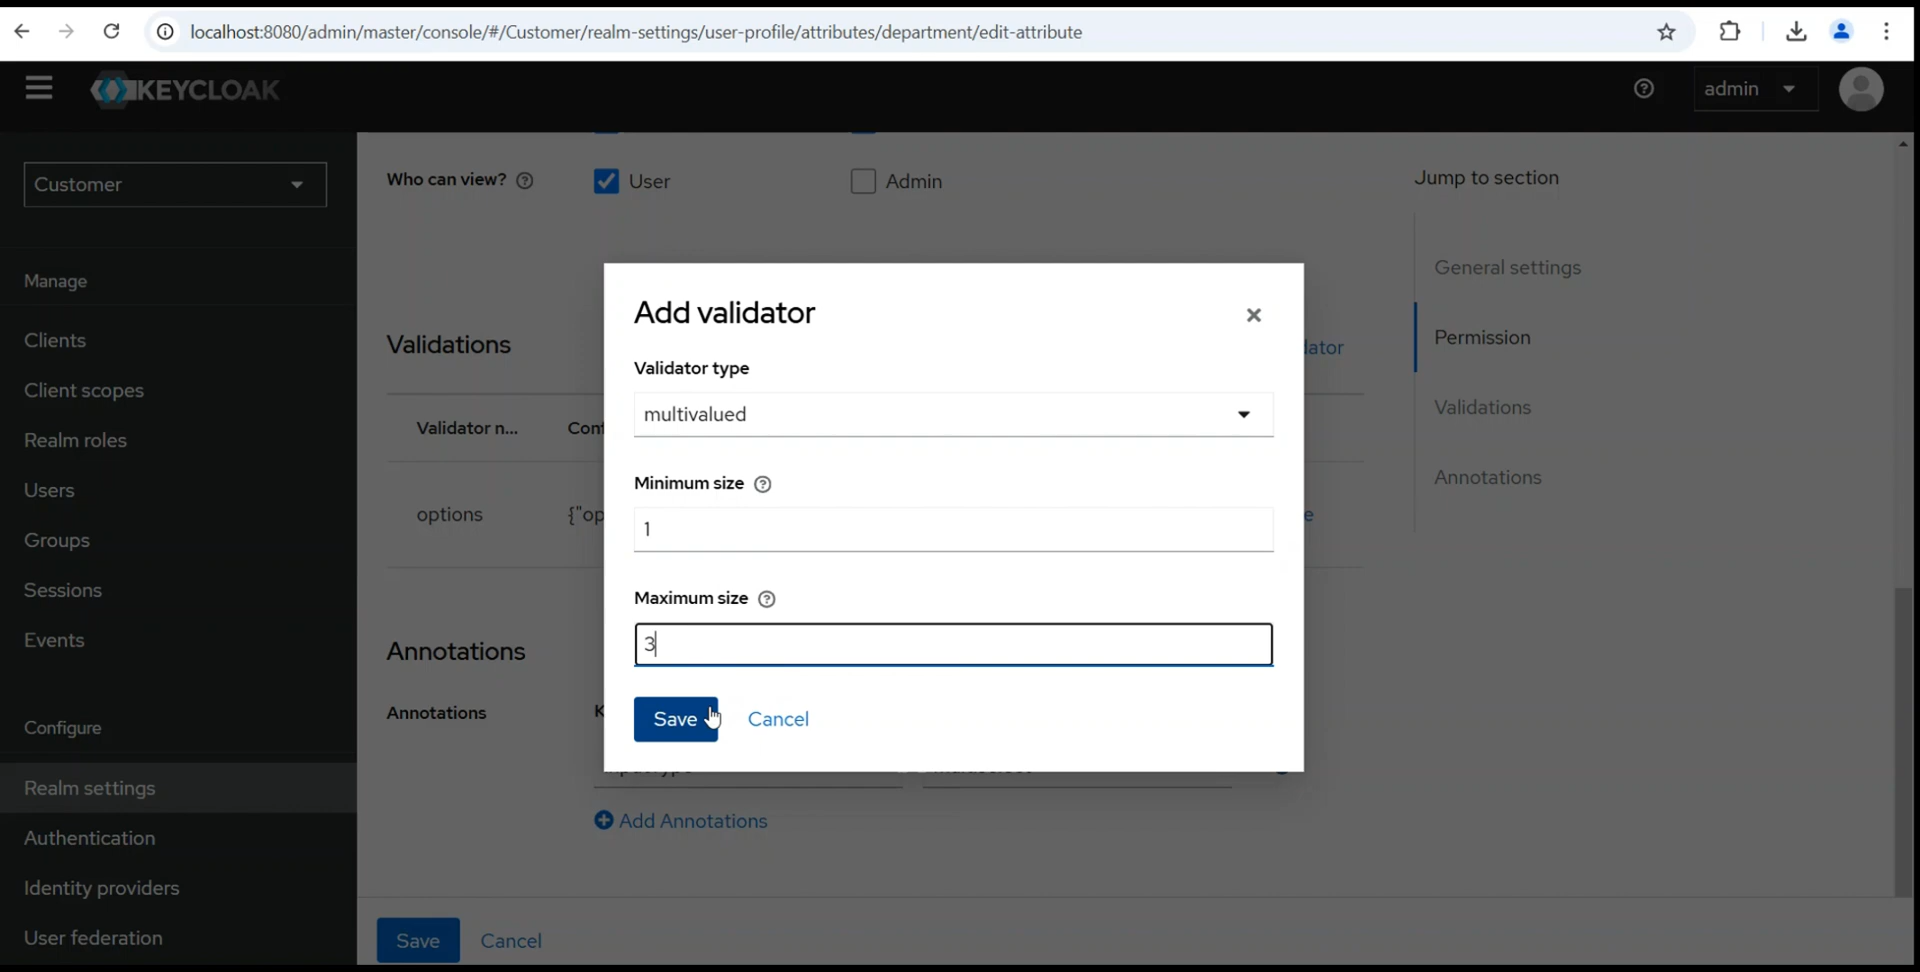 localhost:8080/admin/master/console/#/Customer/realm-settings/user-profile/attributes/department/edit-attribute
KEYCLOAK
admin
Customer
Manage
Clients
Client scopes
Realm roles
Users
Groups
Sessions
Events
Configure
Realm settings
Authentication
Identity providers
User federation
Who can view?
User
Admin
Jump to section
General settings
Permission
Validations
Annotations
Validations
Validator n...
options
{"op
Annotations
Annotations
Add Annotations
Save
Cancel
Add validator
Validator type
multivalued
Minimum size
1
Maximum size
3
Save
Cancel